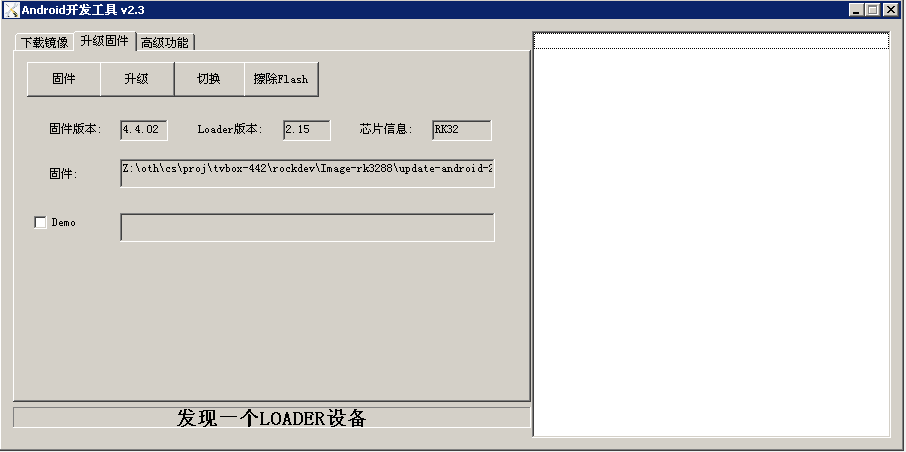 Android开发工具 v2.3
下载镜像 升级固件 高级功能
固件 升级 切换 擦除Flash
固件版本: 4.4.02 Loader版本: 2.15 芯片信息: RK32
固件: Z:\oth\cs\proj\tvbox-442\rockdev\Image-rk3288\update-android-2
Demo
发现一个LOADER设备